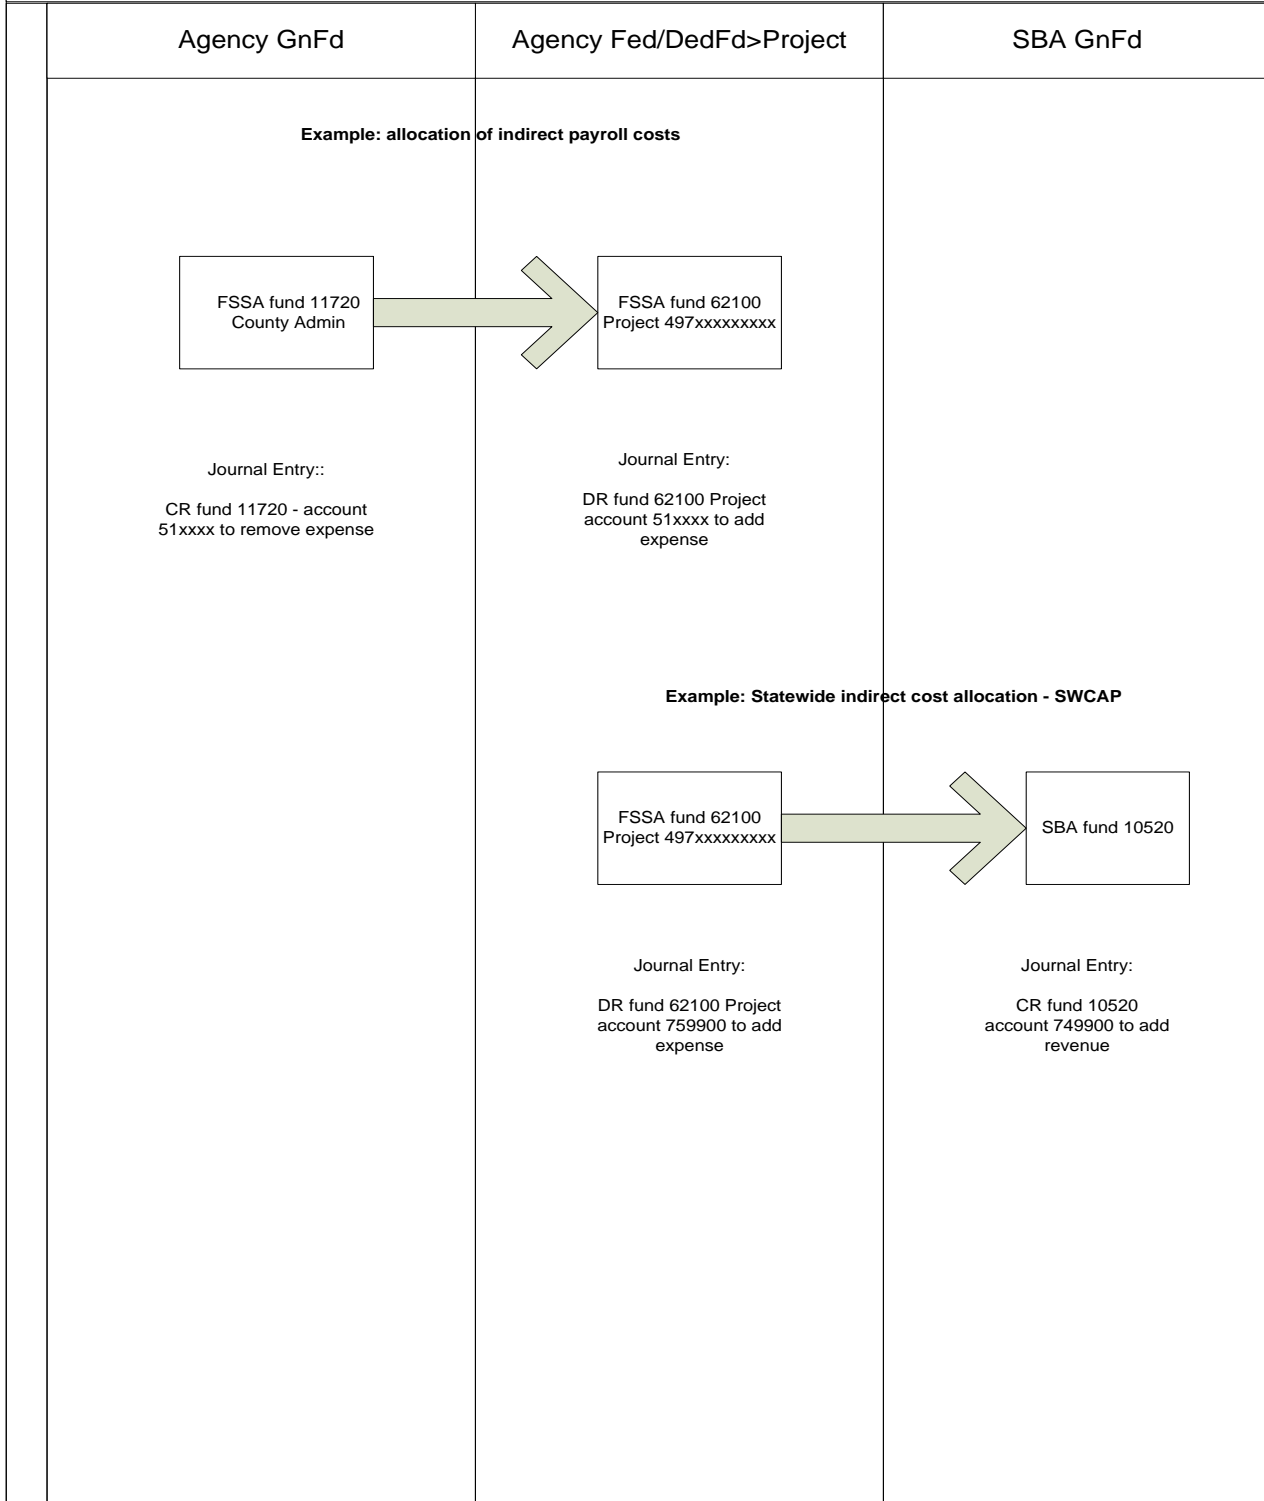 Agency GnFd
Agency Fed/DedFd>Project
SBA GnFd
Example: allocation of indirect payroll costs
FSSA fund 11720
County Admin
FSSA fund 62100
Project 497xxxxxxxxx
Journal Entry::
CR fund 11720 - account
51xxxx to remove expense
Journal Entry:
DR fund 62100 Project
account 51xxxx to add
expense
Example: Statewide indirect cost allocation - SWCAP
FSSA fund 62100
Project 497xxxxxxxxx
SBA fund 10520
Journal Entry:
DR fund 62100 Project
account 759900 to add
expense
Journal Entry:
CR fund 10520
account 749900 to add
revenue